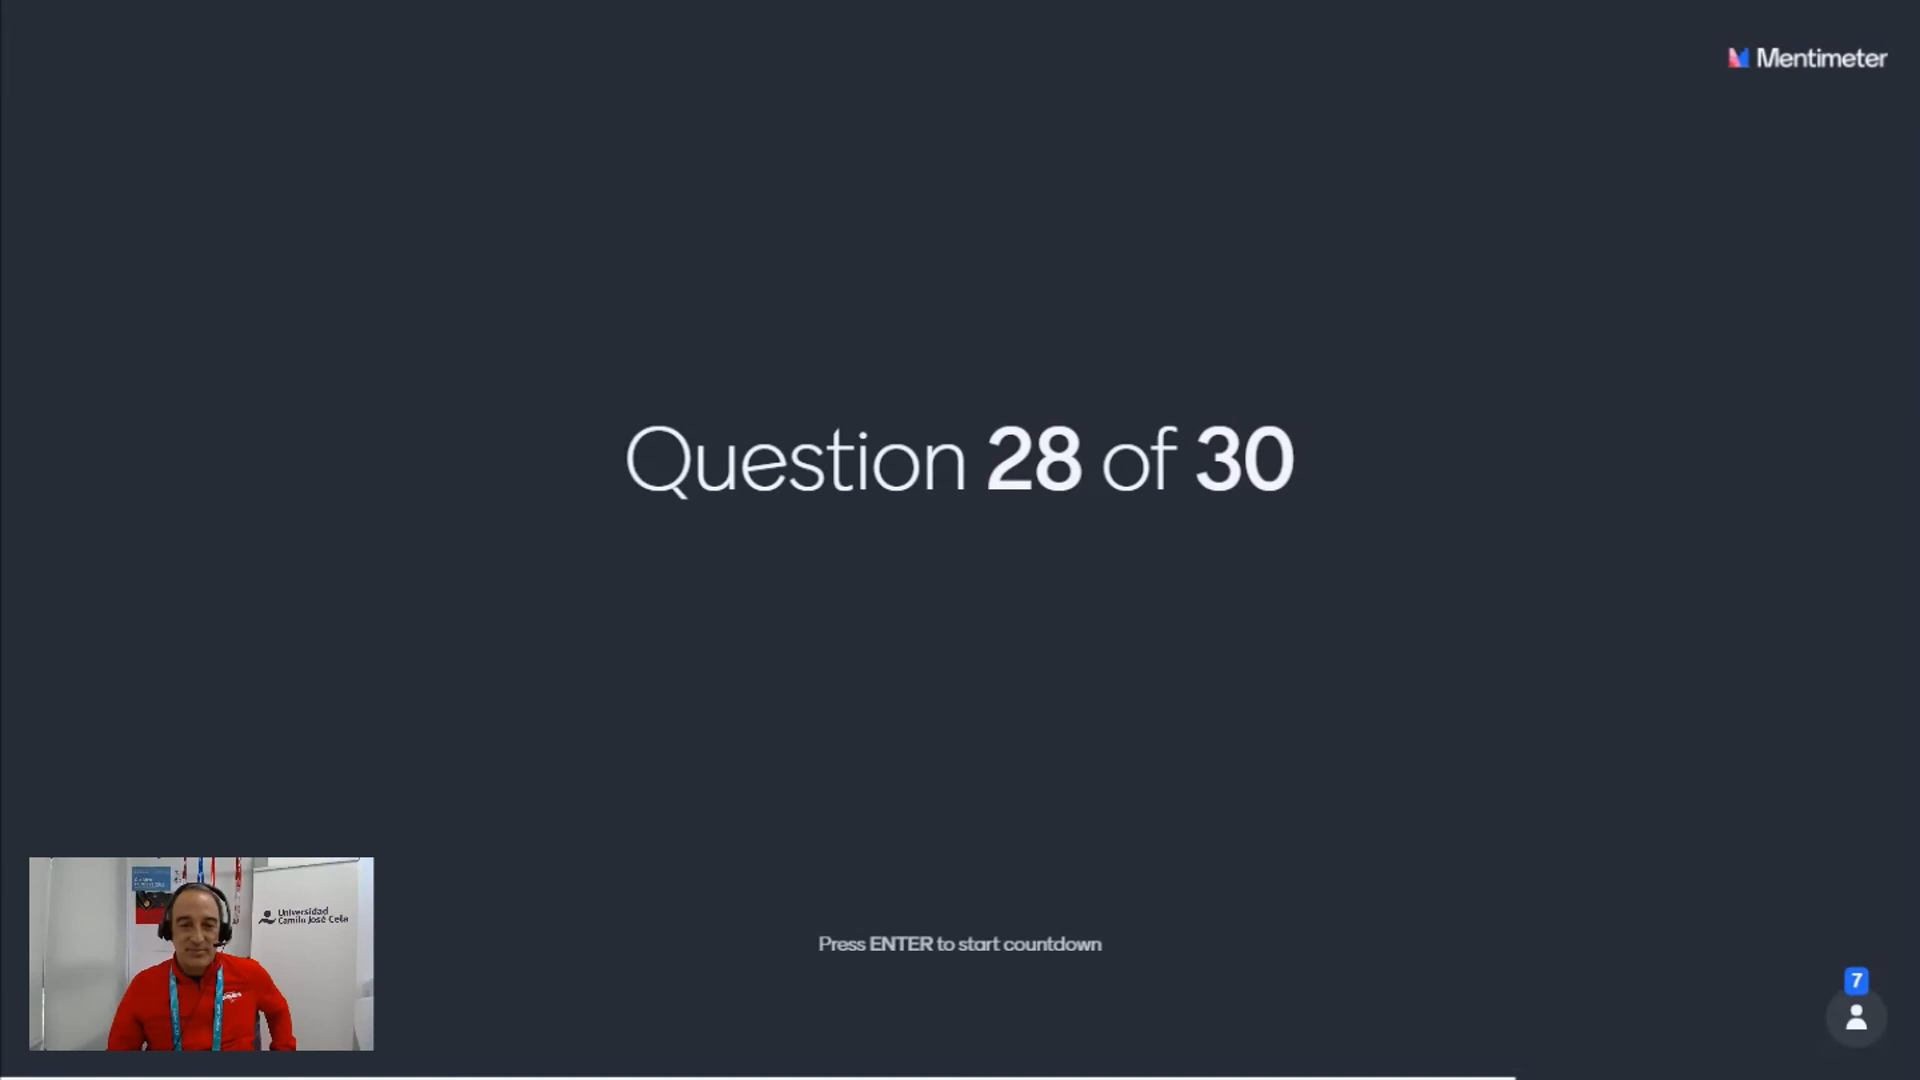 Mentimeter
Question 28 of 30
Universidad
Camilo José Cela
Press ENTER to start countdown
7